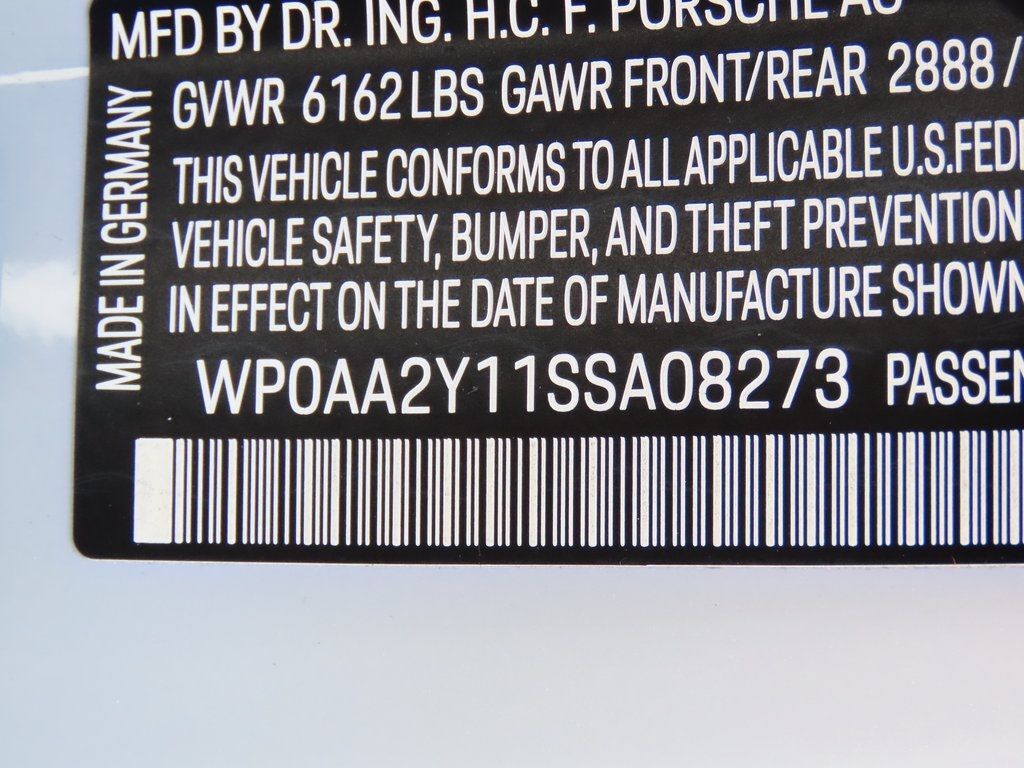 MFD BY DR. ING. H.C. F. PORSCHE AG
GVWR 6162 LBS GAWR FRONT/REAR 2888 /
THIS VEHICLE CONFORMS TO ALL APPLICABLE U.S. FED
VEHICLE SAFETY, BUMPER, AND THEFT PREVENTION
IN EFFECT ON THE DATE OF MANUFACTURE SHOWN
WP0AA2Y11SSA08273 PASSEN
MADE IN GERMANY